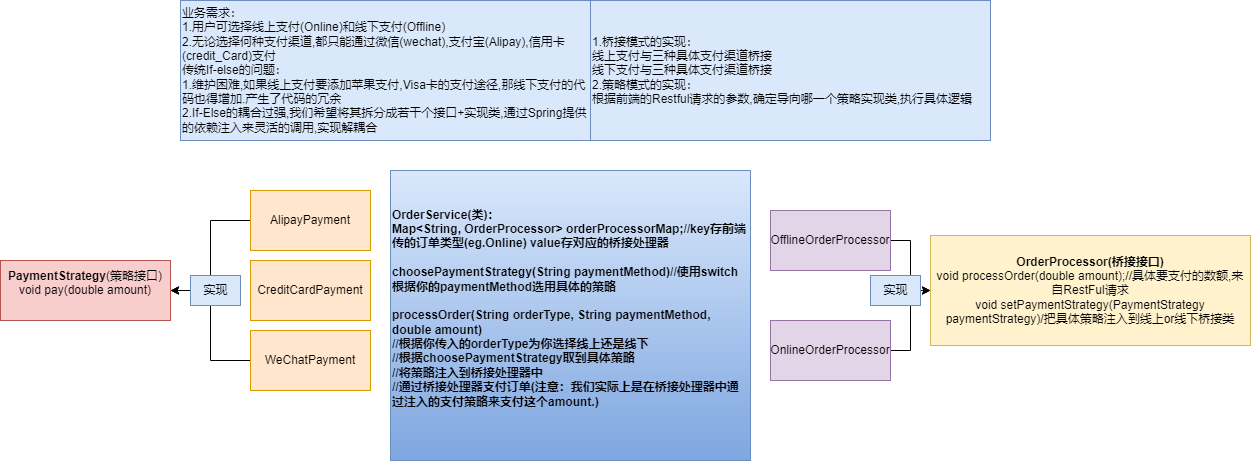 业务需求：
1.用户可选择线上支付(Online)和线下支付(Offline)
2.无论选择何种支付渠道,都只能通过微信(wechat),支付宝(Alipay),信用卡
(credit_Card)支付
传统If-else的问题：
1.维护困难,如果线上支付要添加苹果支付,Visa卡的支付途径,那线下支付的代
码也得增加.产生了代码的冗余
2.If-Else的耦合过强,我们希望将其拆分成若干个接口+实现类,通过Spring提供
的依赖注入来灵活的调用,实现解耦合
1.桥接模式的实现：
线上支付与三种具体支付渠道桥接
线下支付与三种具体支付渠道桥接
2.策略模式的实现：
根据前端的Restful请求的参数,确定导向哪一个策略实现类,执行具体逻辑
PaymentStrategy(策略接口)
void pay(double amount)
实现
AlipayPayment
CreditCardPayment
WeChatPayment
OrderService(类)：
Map<String, OrderProcessor> orderProcessorMap;//key存前端
传的订单类型(eg.Online) value存对应的桥接处理器
choosePaymentStrategy(String paymentMethod)//使用switch
根据你的paymentMethod选用具体的策略
processOrder(String orderType, String paymentMethod,
double amount)
//根据你传入的orderType为你选择线上还是线下
//根据choosePaymentStrategy取到具体策略
//将策略注入到桥接处理器中
//通过桥接处理器支付订单(注意：我们实际上是在桥接处理器中通
过注入的支付策略来支付这个amount.)
OfflineOrderProcessor
OnlineOrderProcessor
实现
OrderProcessor(桥接接口)
void processOrder(double amount);//具体要支付的数额,来
自RestFul请求
void setPaymentStrategy(PaymentStrategy
paymentStrategy)/把具体策略注入到线上or线下桥接类